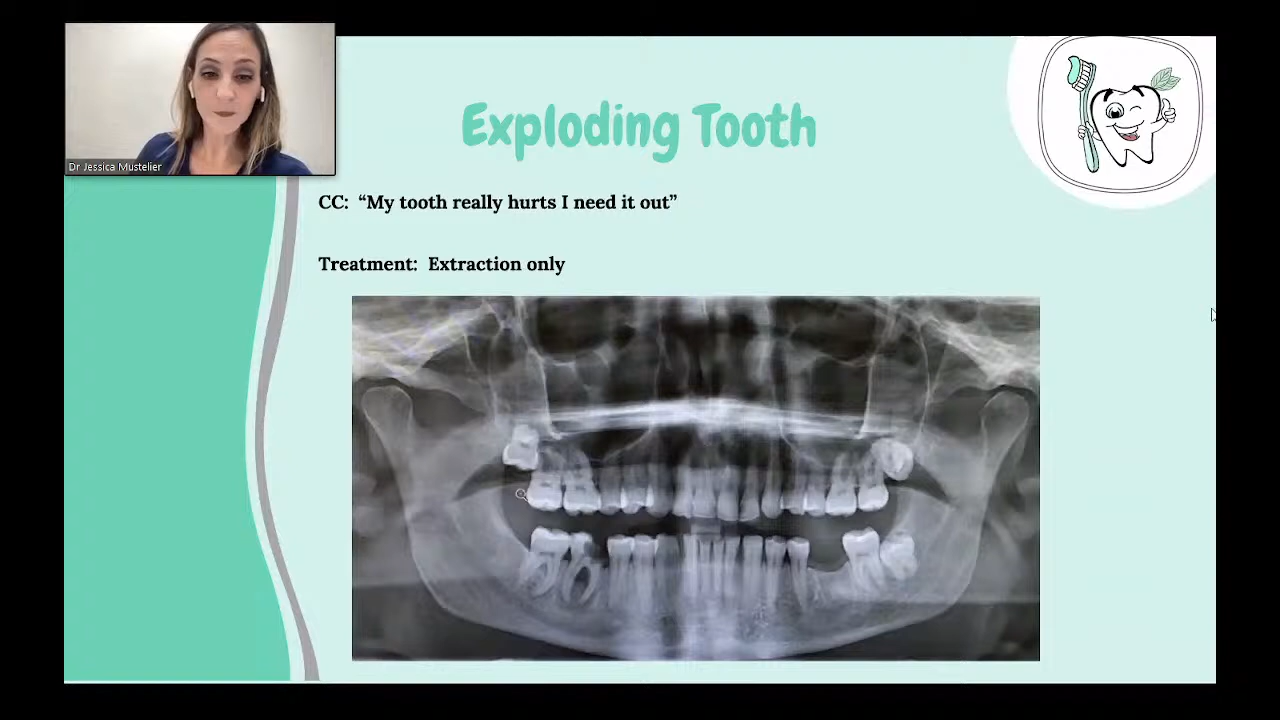 Dr Jessica Mustelier
Exploding Tooth
CC:  “My tooth really hurts I need it out”
Treatment:  Extraction only